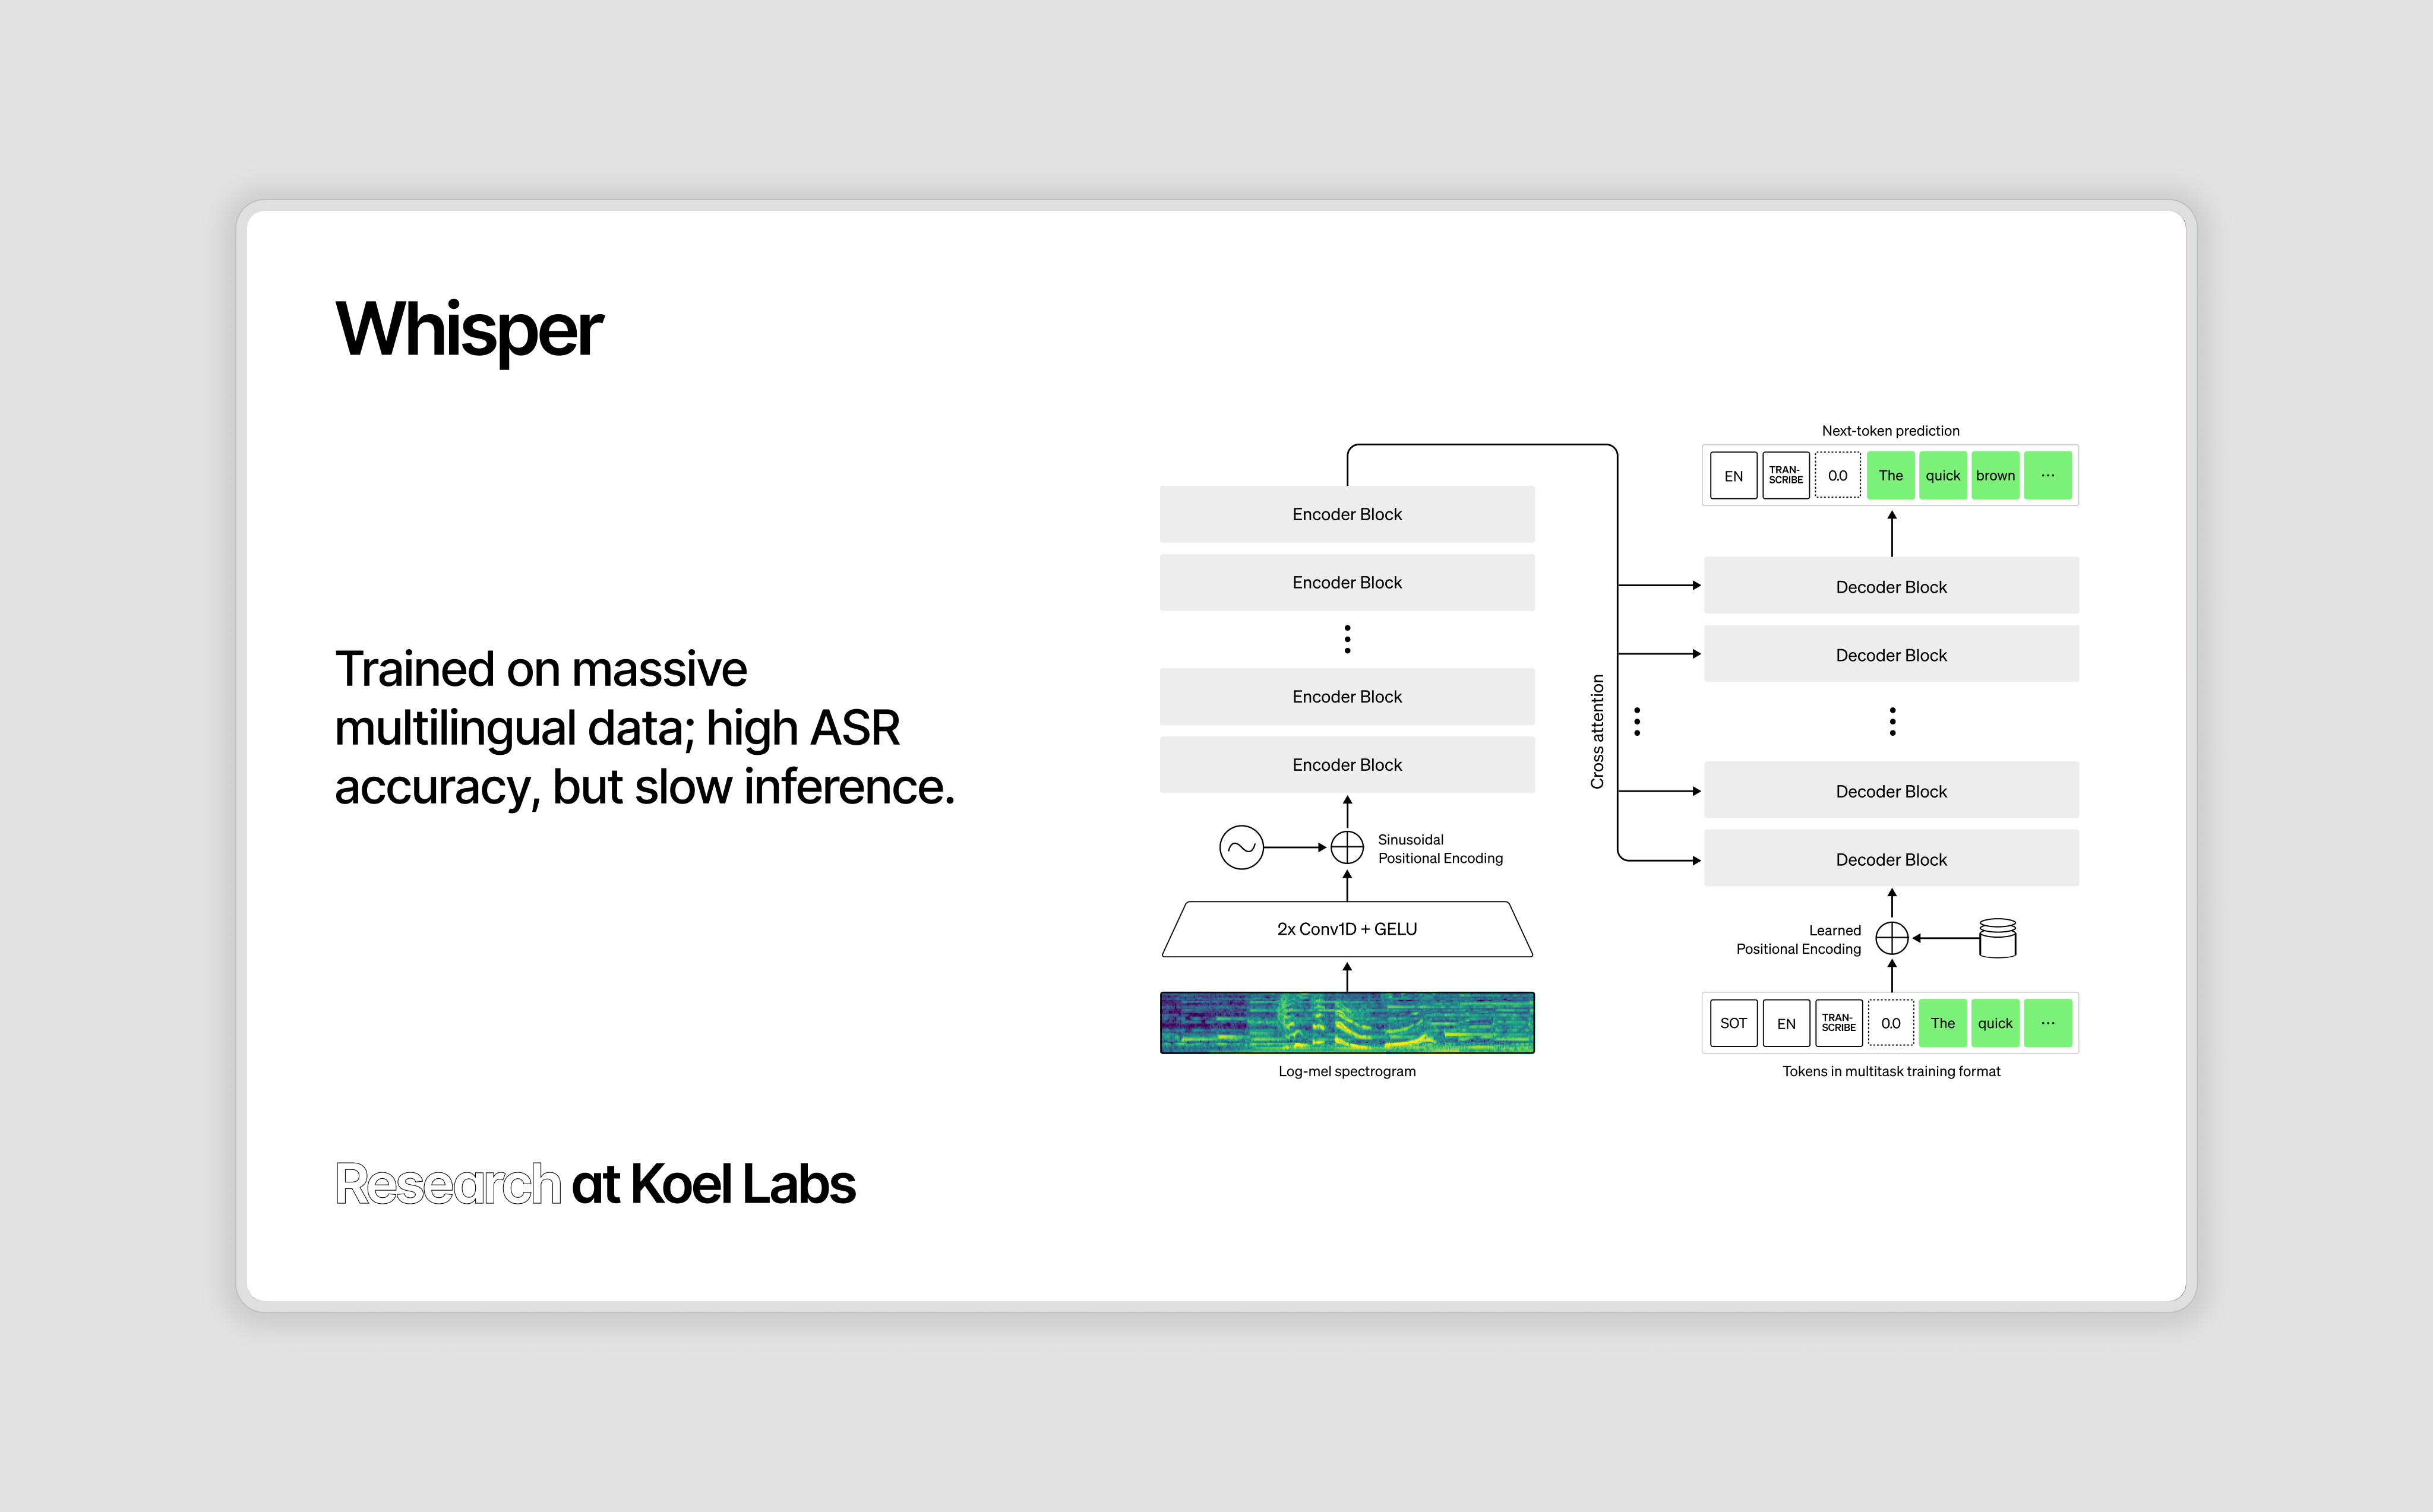 Whisper
Trained on massive
multilingual data; high ASR
accuracy, but slow inference.
Research at Koel Labs
Encoder Block
Encoder Block
Encoder Block
Encoder Block
Sinusoidal
Positional Encoding
2x Conv1D + GELU
Log-mel spectrogram
Cross attention
Next-token prediction
EN TRAN-
SCRIBE 0.0 The quick brown ...
Decoder Block
Decoder Block
Decoder Block
Decoder Block
Learned
Positional Encoding
SOT EN TRAN-
SCRIBE 0.0 The quick ...
Tokens in multitask training format